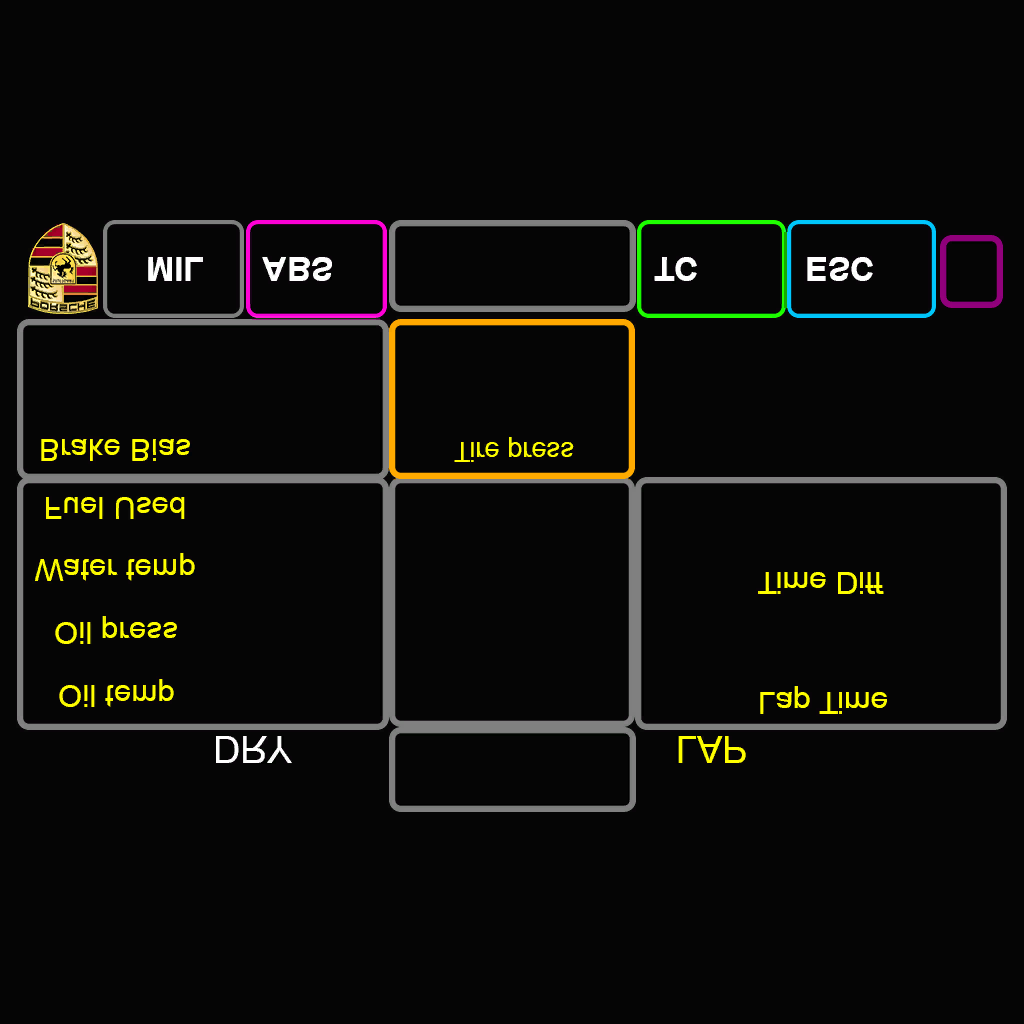 DRY
LAP
Oil temp
Lap Time
Oil press
Water temp
Time Diff
Fuel Used
Brake Bias
Tire press
PORSCHE
MIL
ABS
TC
ESC